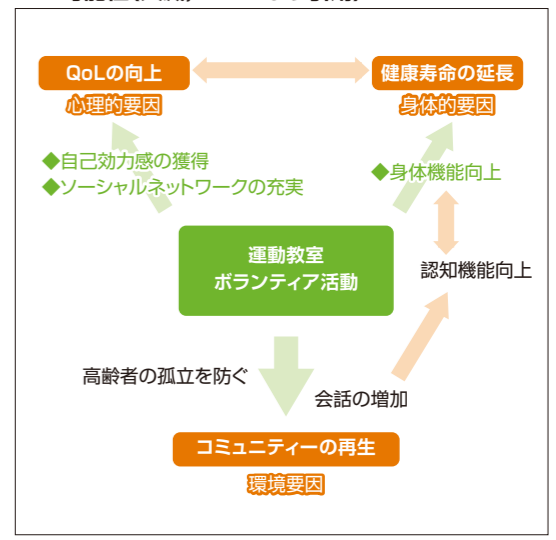 QoLの向上
健康寿命の延長
心理的要因
身体的要因
◆自己効力感の獲得
◆ソーシャルネットワークの充実
◆身体機能向上
運動教室
ボランティア活動
認知機能向上
高齢者の孤立を防ぐ
会話の増加
コミュニティーの再生
環境要因